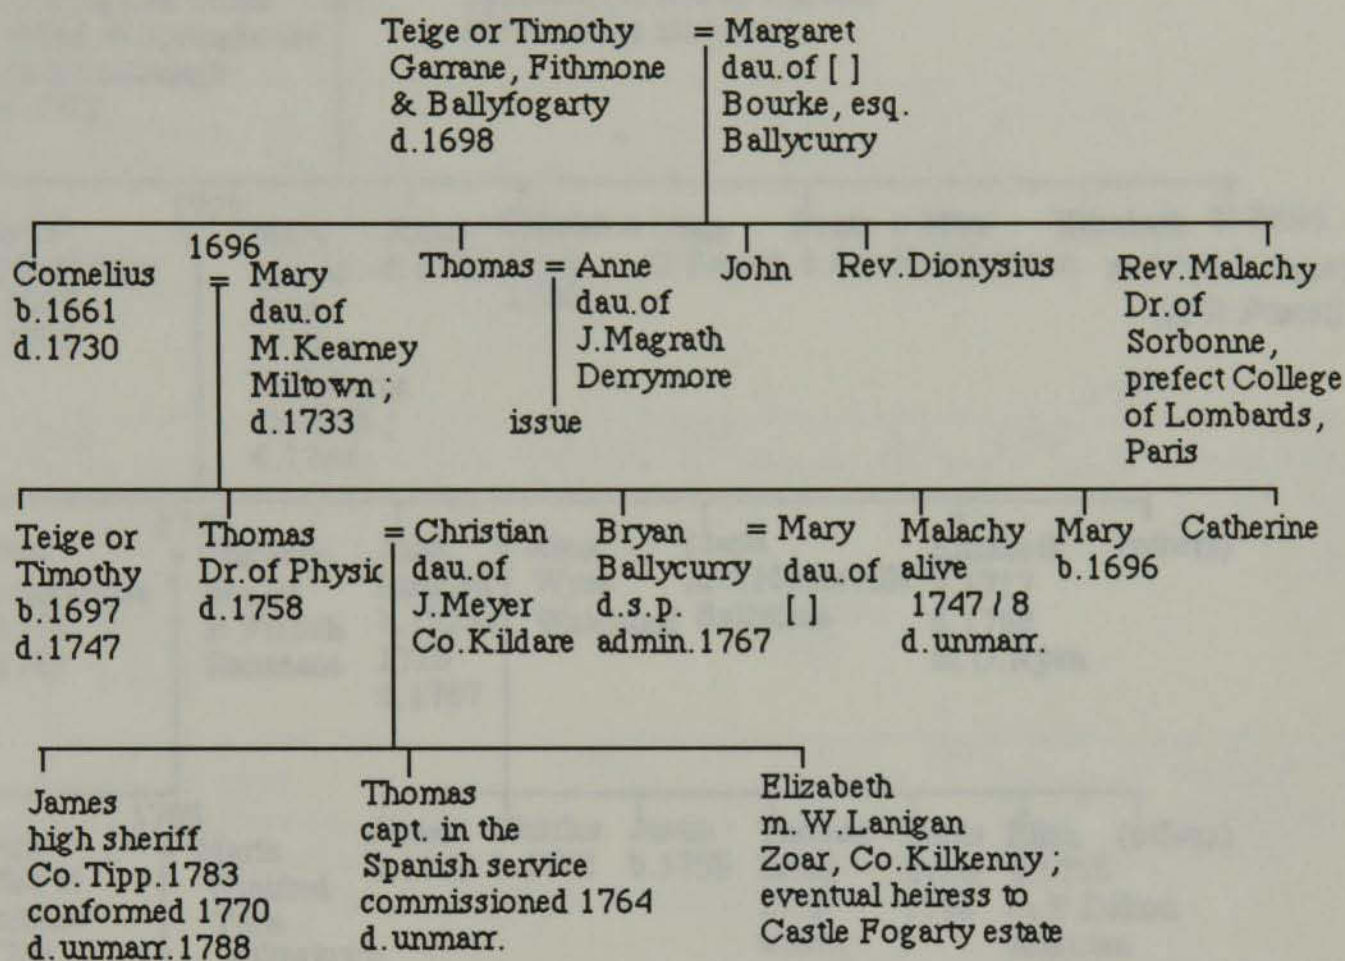 Teige or Timothy
Garrane, Fithmone
& Ballyfogarty
d.1698
= Margaret
dau.of [ ]
Bourke, esq.
Ballycurry
Cornelius
b.1661
d.1730
1696
= Mary
dau.of
M.Kearney
Miltown ;
d.1733
Thomas = Anne
dau.of
J.Magrath
Derrymore
issue
John
Rev.Dionysius
Rev.Malachy
Dr.of
Sorbonne,
prefect College
of Lombards,
Paris
Teige or
Timothy
b.1697
d.1747
Thomas
Dr.of Physic
d.1758
= Christian
dau.of
J.Meyer
Co.Kildare
Bryan
Ballycurry
d.s.p.
admin.1767
= Mary
dau.of
[ ]
Malachy
alive
1747/8
d.unmarr.
Mary
b.1696
Catherine
James
high sheriff
Co.Tipp.1783
conformed 1770
d.unmarr.1788
Thomas
capt. in the
Spanish service
commissioned 1764
d.unmarr.
Elizabeth
m.W.Lanigan
Zoar, Co.Kilkenny ;
eventual heiress to
Castle Fogarty estate